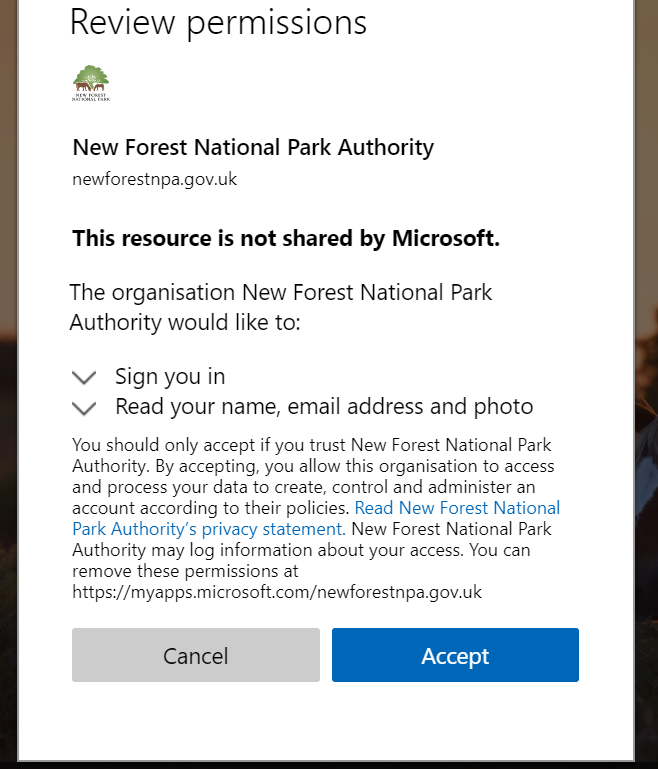 Review permissions
NEW FOREST
NATIONAL PARK
New Forest National Park Authority
newforestnpa.gov.uk
This resource is not shared by Microsoft.
The organisation New Forest National Park
Authority would like to:
Sign you in
Read your name, email address and photo
You should only accept if you trust New Forest National Park
Authority. By accepting, you allow this organisation to access
and process your data to create, control and administer an
account according to their policies. Read New Forest National
Park Authority's privacy statement. New Forest National Park
Authority may log information about your access. You can
remove these permissions at
https://myapps.microsoft.com/newforestnpa.gov.uk
Cancel
Accept